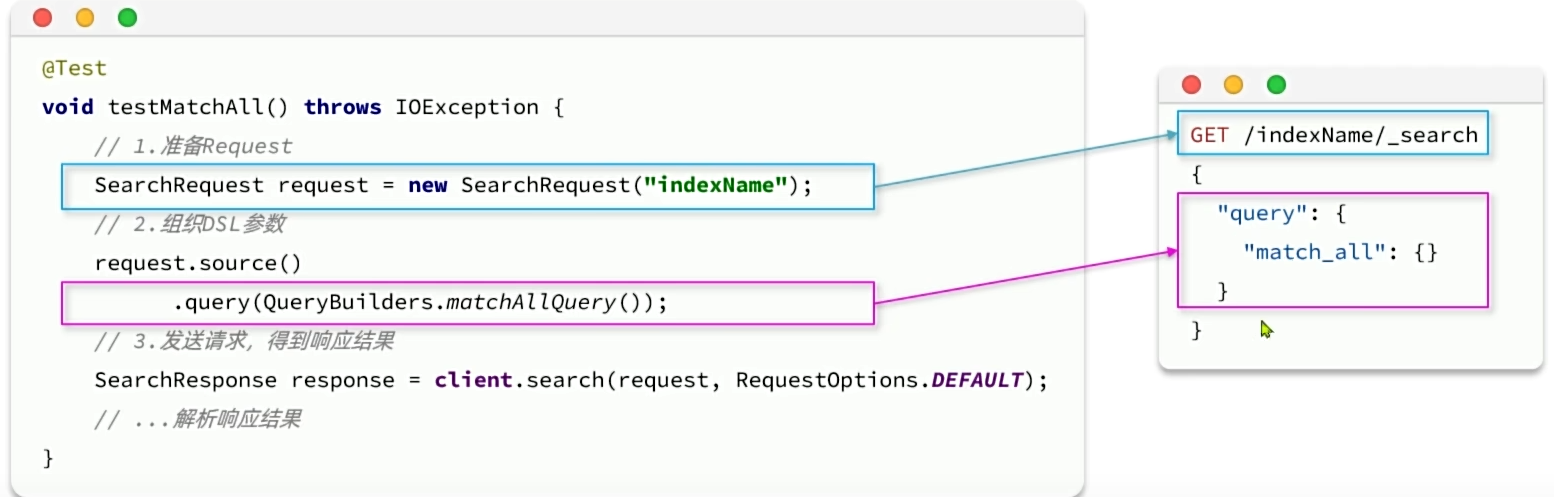 @Test
void testMatchAll() throws IOException {
// 1.准备Request
SearchRequest request = new SearchRequest("indexName");
// 2.组织DSL参数
request.source()
.query(QueryBuilders.matchAllQuery());
// 3.发送请求，得到响应结果
SearchResponse response = client.search(request, RequestOptions.DEFAULT);
// ...解析响应结果
}
GET /indexName/_search
{
"query": {
"match_all": {}
}
}